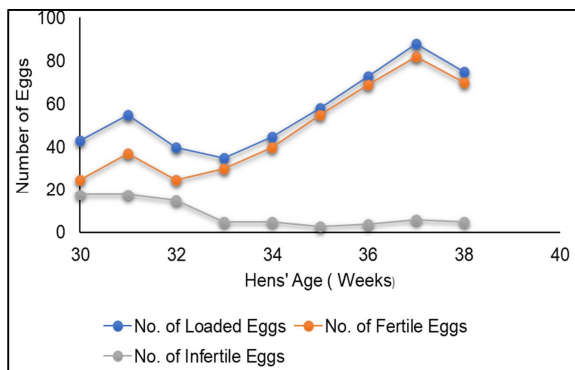 100
80
60
40
20
0
Number of Eggs
30 32 34 36 38 40
Hens' Age ( Weeks)
No. of Loaded Eggs No. of Fertile Eggs
No. of Infertile Eggs